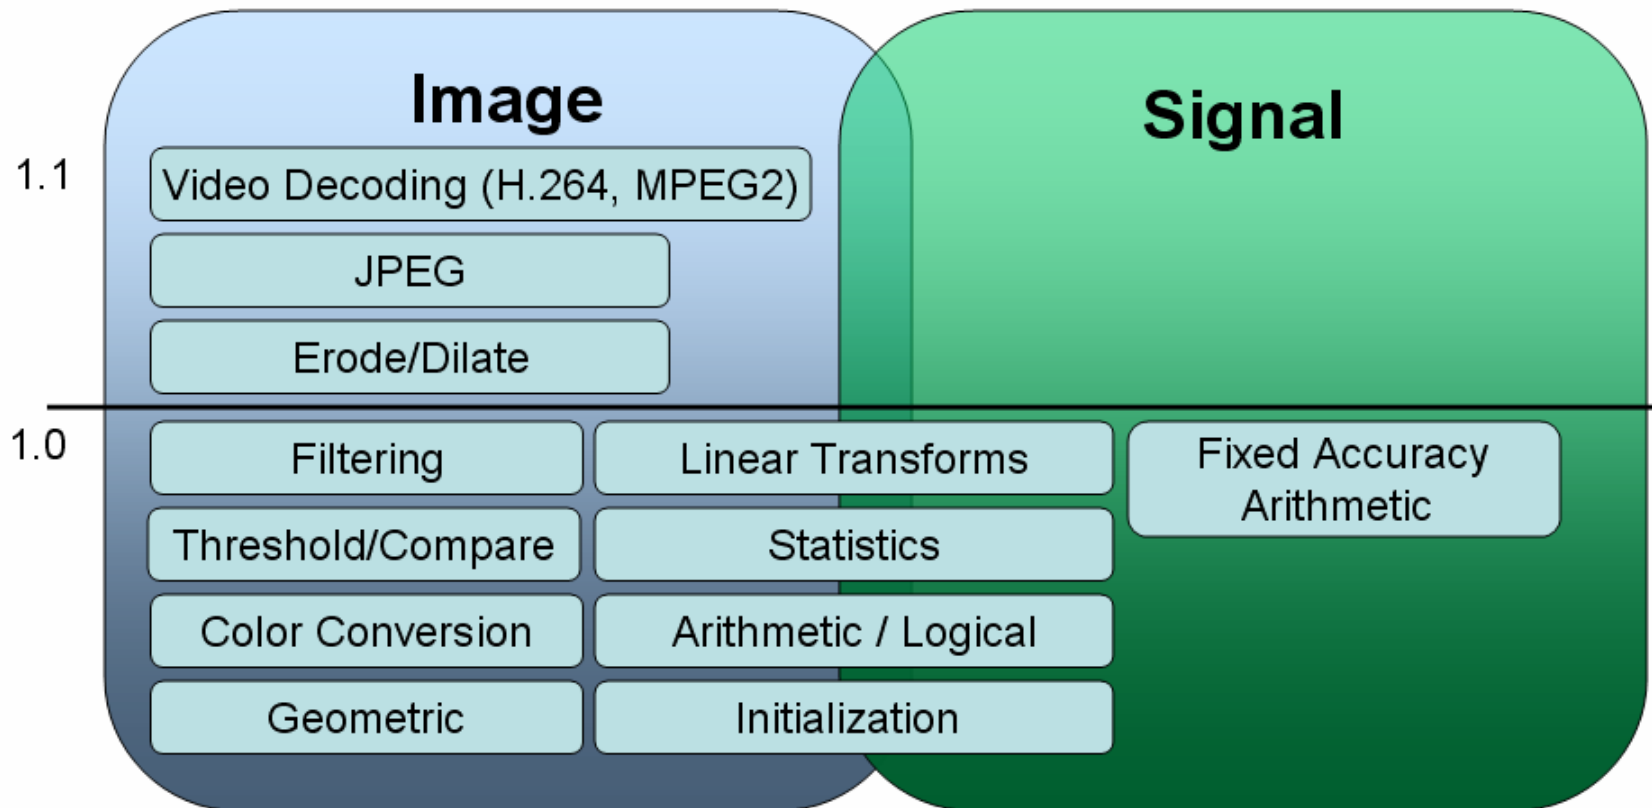 Image
Signal
1.1
Video Decoding (H.264, MPEG2)
JPEG
Erode/Dilate
1.0
Filtering
Linear Transforms
Fixed Accuracy
Arithmetic
Threshold/Compare
Statistics
Color Conversion
Arithmetic / Logical
Geometric
Initialization